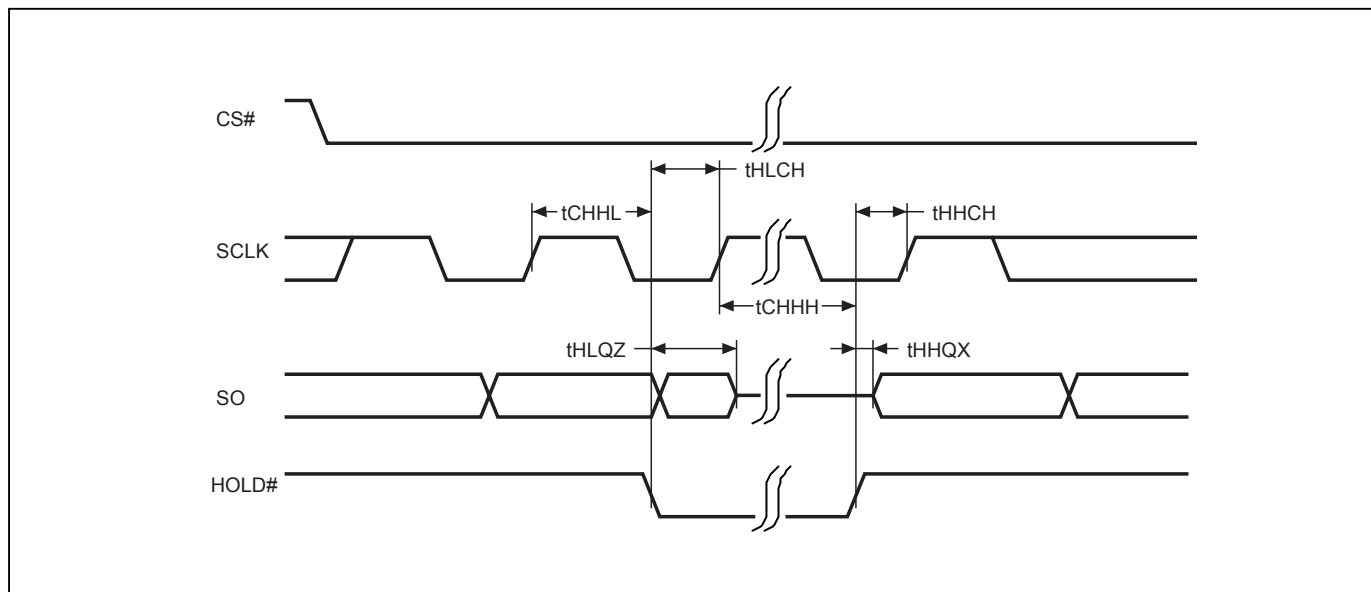 CS#
tHLCH
tCHHL
tHHCH
SCLK
tCHHH
tHLQZ
tHHQX
SO
HOLD#